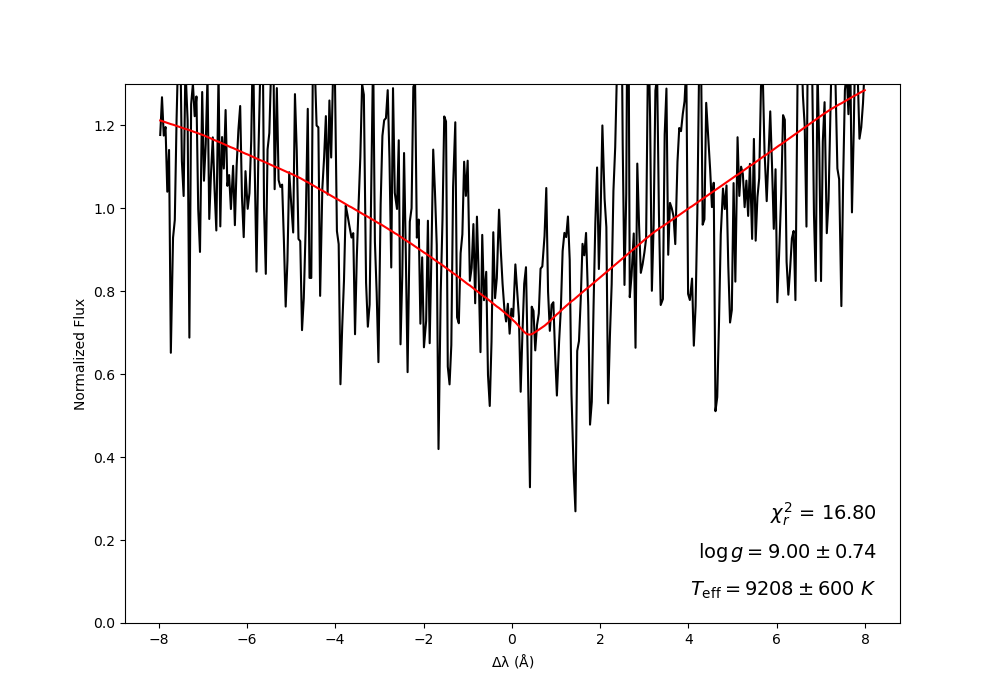 1.2
1.0
0.8
0.6
0.4
0.2
0.0
Normalized Flux
χ²ᵣ = 16.80
log g = 9.00 ± 0.74
T_eff = 9208 ± 600 K
−8 −6 −4 −2 0 2 4 6 8
Δλ (Å)